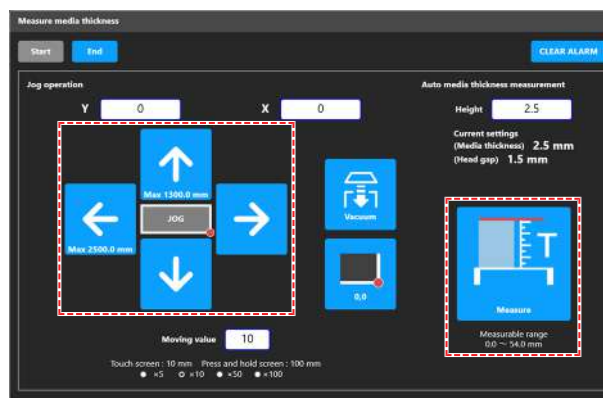 Measure media thickness
Start
End
CLEAR ALARM
Jog operation
Y
0
X
0
Max 1300.0 mm
JOG
Max 2500.0 mm
Vacuum
0,0
Moving value
10
Touch screen : 10 mm Press and hold screen : 100 mm
×5 ×10 ×50 ×100
Auto media thickness measurement
Height
2.5
Current settings
(Media thickness) 2.5 mm
(Head gap) 1.5 mm
T
Measure
Measurable range
0.0 ~ 54.0 mm